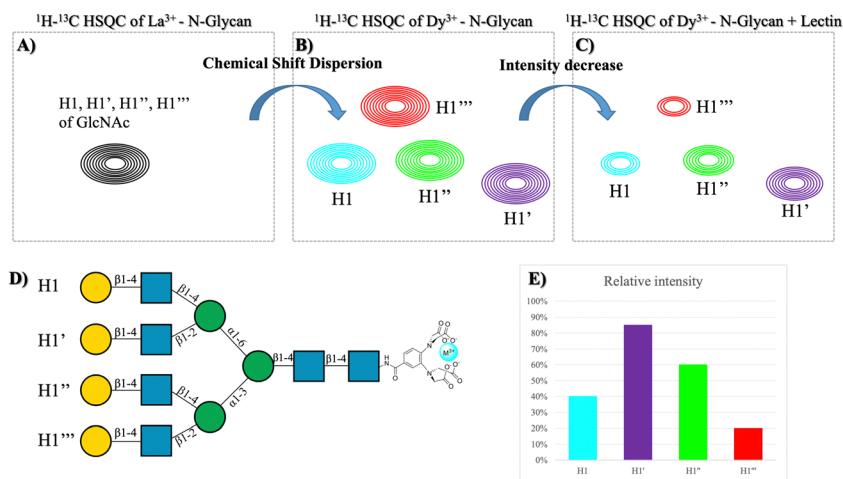 ¹H-¹³C HSQC of La³⁺ - N-Glycan
¹H-¹³C HSQC of Dy³⁺ - N-Glycan
¹H-¹³C HSQC of Dy³⁺ - N-Glycan + Lectin
A)
B)
C)
Chemical Shift Dispersion
Intensity decrease
H1, H1’, H1’’, H1’’’
of GlcNAc
H1’’’
H1
H1’’
H1’
H1’’’
H1
H1’’
H1’
D)
H1
β1-4
β1-4
H1’
β1-4
β1-2
α1-6
β1-4
β1-4
H1’’
β1-4
β1-4
α1-3
H1’’’
β1-4
β1-2
H
N
O
N
O
O
O⁻
O⁻
M³⁺
N
O⁻
O⁻
O
O
E)
Relative intensity
100%
90%
80%
70%
60%
50%
40%
30%
20%
10%
0%
H1
H1'
H1"
H1'"